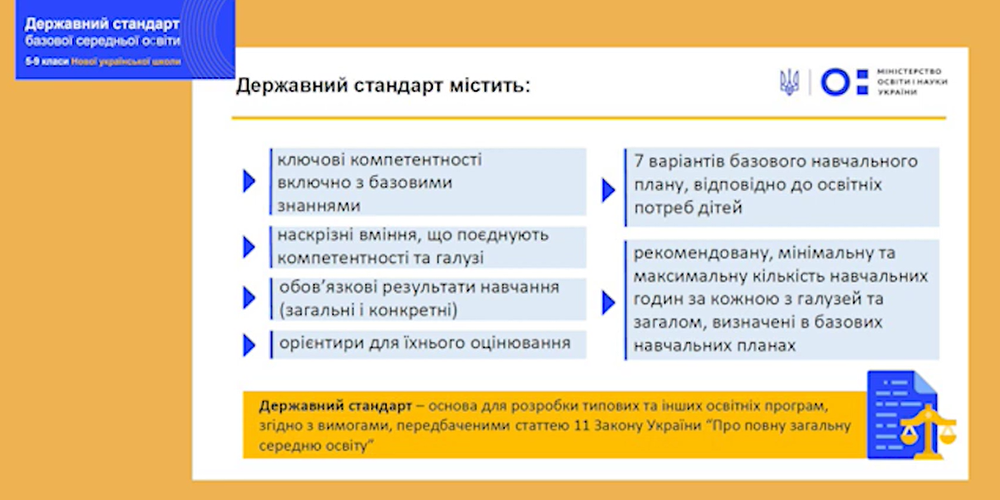 Державний стандарт
базової середньої освіти
5-9 класи Нової української школи
Державний стандарт містить:
МІНІСТЕРСТВО
ОСВІТИ І НАУКИ
УКРАЇНИ
ключові компетентності
включно з базовими
знаннями
наскрізні вміння, що поєднують
компетентності та галузі
обов’язкові результати навчання
(загальні і конкретні)
орієнтири для їхнього оцінювання
7 варіантів базового навчального
плану, відповідно до освітніх
потреб дітей
рекомендовану, мінімальну та
максимальну кількість навчальних
годин за кожною з галузей та
загалом, визначені в базових
навчальних планах
Державний стандарт – основа для розробки типових та інших освітніх програм,
згідно з вимогами, передбаченими статтею 11 Закону України “Про повну загальну
середню освіту”